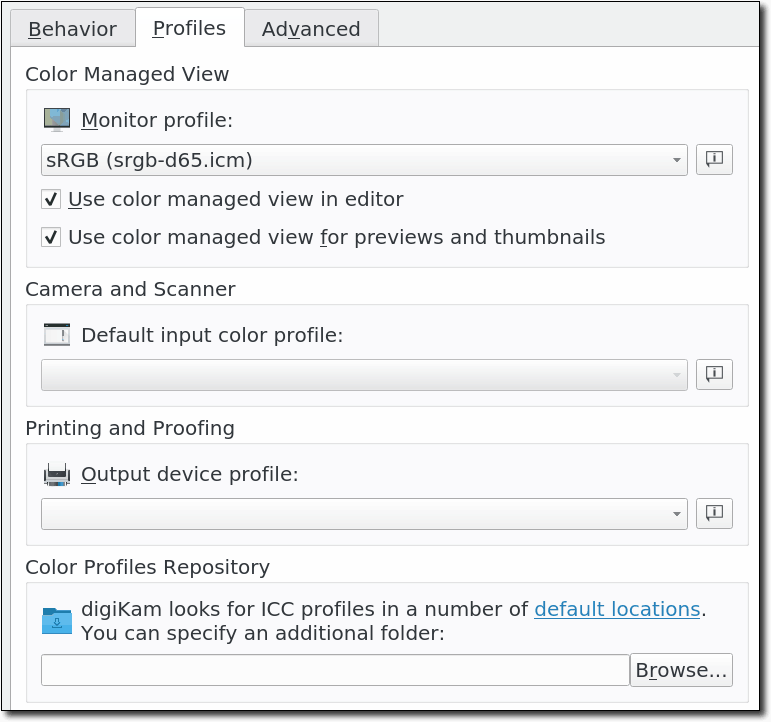 Behavior Profiles Advanced
Color Managed View
Monitor profile:
sRGB (srgb-d65.icm)
Use color managed view in editor
Use color managed view for previews and thumbnails
Camera and Scanner
Default input color profile:
Printing and Proofing
Output device profile:
Color Profiles Repository
digiKam looks for ICC profiles in a number of default locations.
You can specify an additional folder:
Browse...